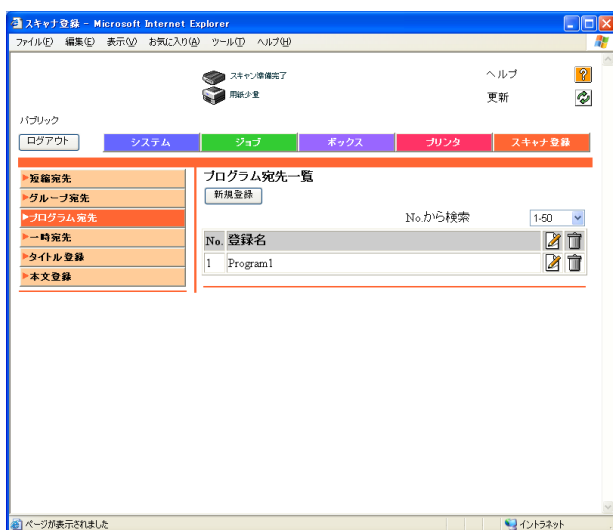 スキャナ登録 - Microsoft Internet Explorer
ファイル(F) 編集(E) 表示(V) お気に入り(A) ツール(T) ヘルプ(H)
スキャン準備完了
用紙少量
ヘルプ ?
更新
パブリック
ログアウト システム ジョブ ボックス プリンタ スキャナ登録
短縮宛先
グループ宛先
プログラム宛先
一時宛先
タイトル登録
本文登録
プログラム宛先一覧
新規登録
No.から検索 1-50
No. 登録名
1 Program1
ページが表示されました イントラネット